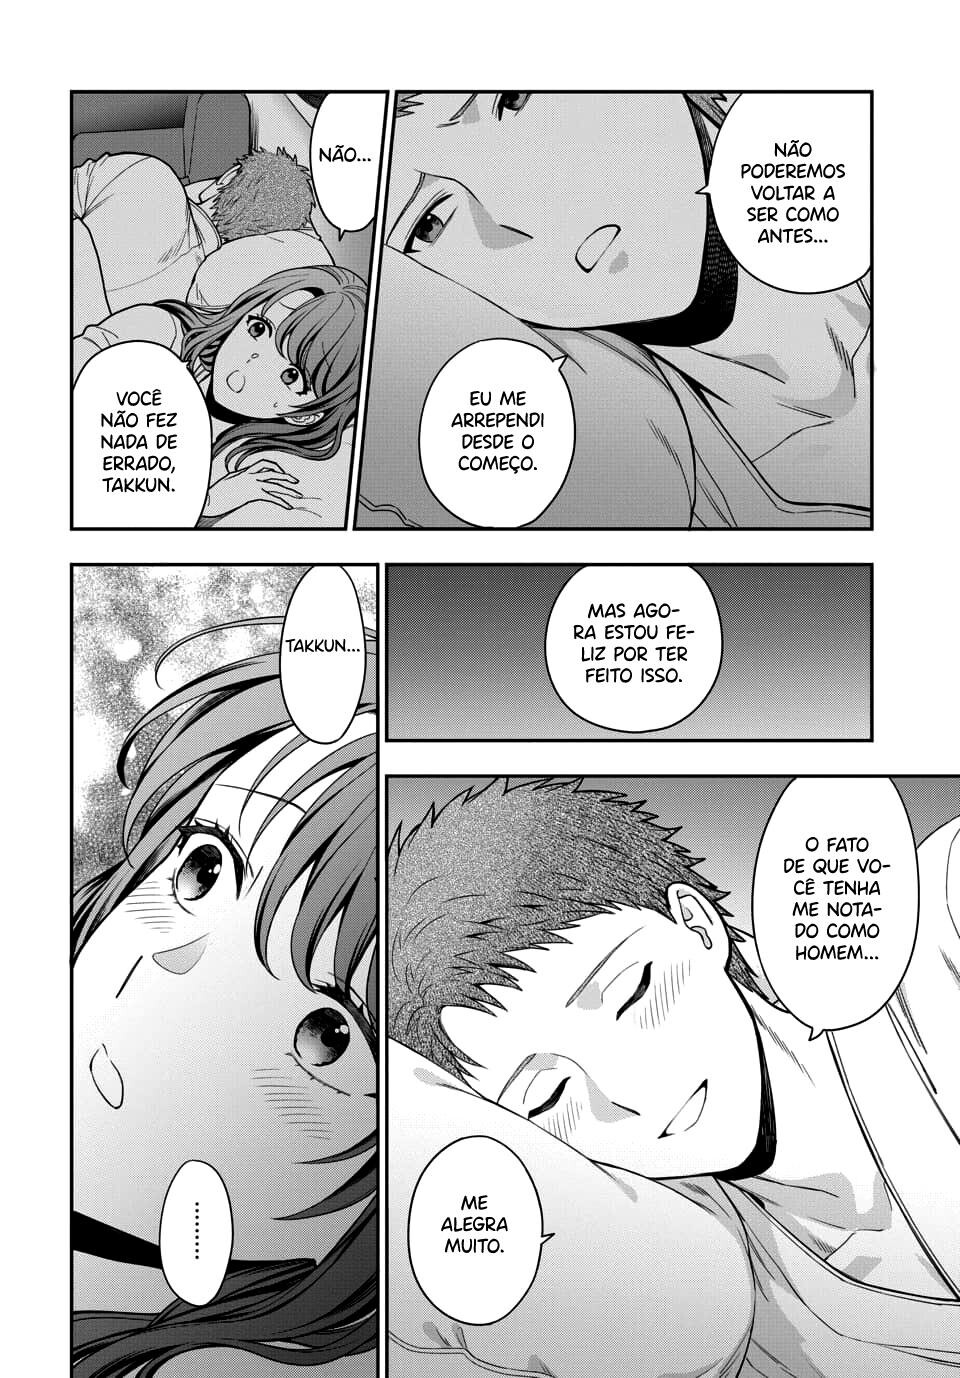 NÃO
PODEREMOS
VOLTAR A
SER COMO
ANTES...
EU ME
ARREPENDI
DESDE O
COMEÇO.
NÃO...
VOCÊ
NÃO FEZ
NADA DE
ERRADO,
TAKKUN.
MAS AGO-
RA ESTOU FE-
LIZ POR TER
FEITO ISSO.
O FATO
DE QUE VO-
CÊ TENHA
ME NOTA-
DO COMO
HOMEM...
ME
ALEGRA
MUITO.
TAKKUN...
.........